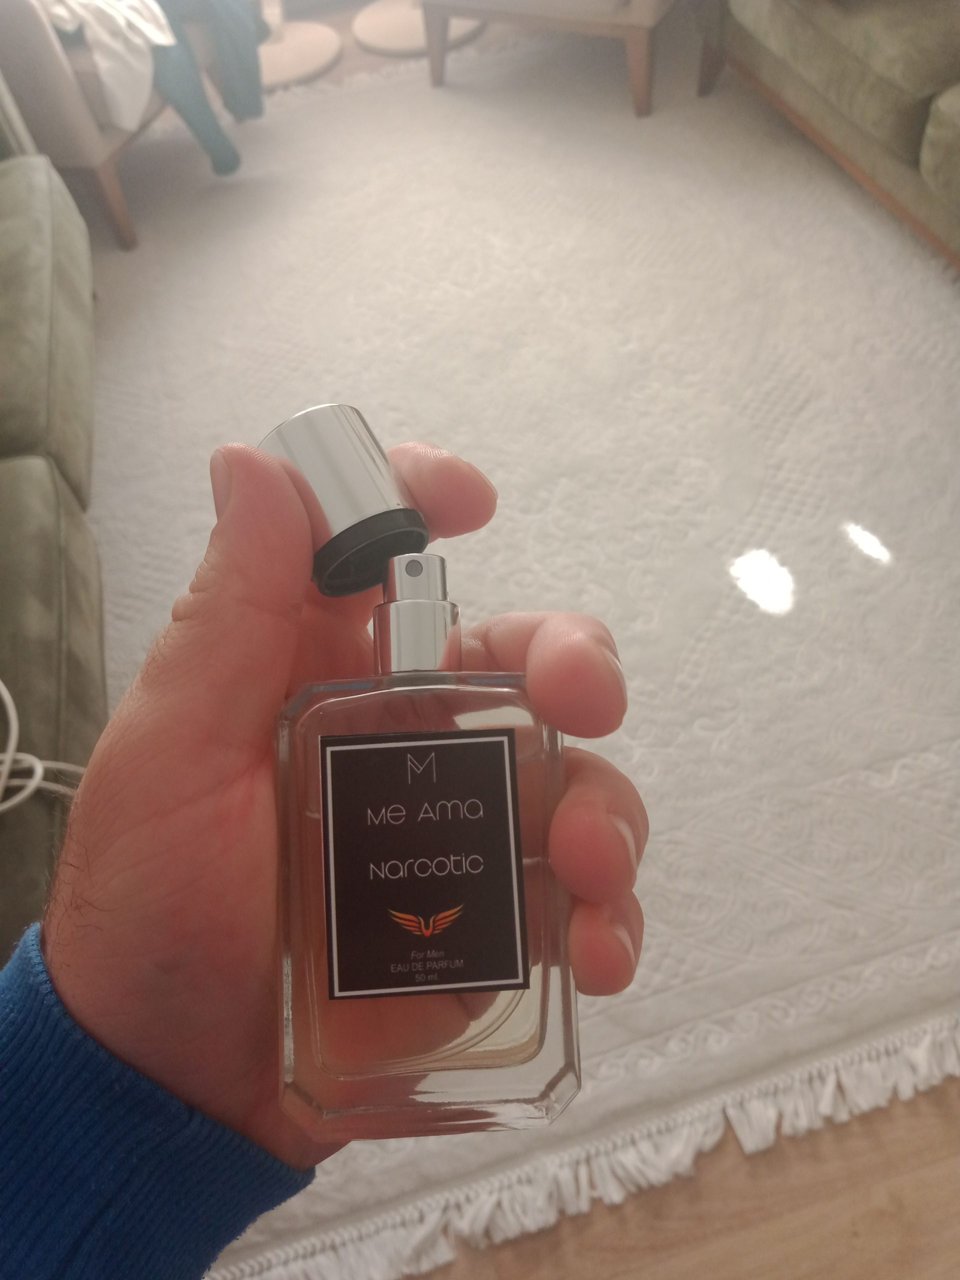 M
Me Ama
Narcotic
For Men
EAU DE PARFUM
50 mL